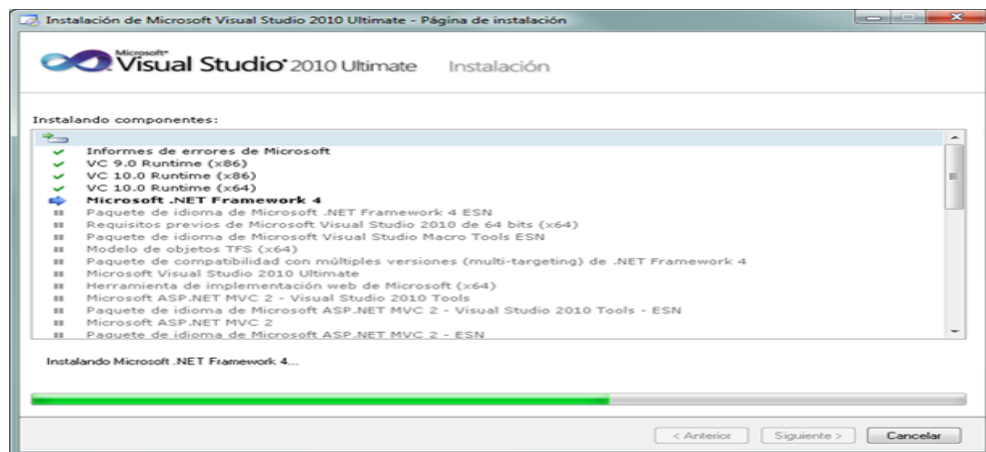 Instalación de Microsoft Visual Studio 2010 Ultimate - Página de instalación
Microsoft®
Visual Studio® 2010 Ultimate Instalación
Instalando componentes:
Informes de errores de Microsoft
VC 9.0 Runtime (x86)
VC 10.0 Runtime (x86)
VC 10.0 Runtime (x64)
Microsoft .NET Framework 4
Paquete de idioma de Microsoft .NET Framework 4 ESN
Requisitos previos de Microsoft Visual Studio 2010 de 64 bits (x64)
Paquete de idioma de Microsoft Visual Studio Macro Tools ESN
Modelo de objetos TFS (x64)
Paquete de compatibilidad con múltiples versiones (multi-targeting) de .NET Framework 4
Microsoft Visual Studio 2010 Ultimate
Herramienta de implementación web de Microsoft (x64)
Microsoft ASP.NET MVC 2 - Visual Studio 2010 Tools
Paquete de idioma de Microsoft ASP.NET MVC 2 - Visual Studio 2010 Tools - ESN
Microsoft ASP.NET MVC 2
Paquete de idioma de Microsoft ASP.NET MVC 2 - ESN
Instalando Microsoft .NET Framework 4...
< Anterior Siguiente > Cancelar